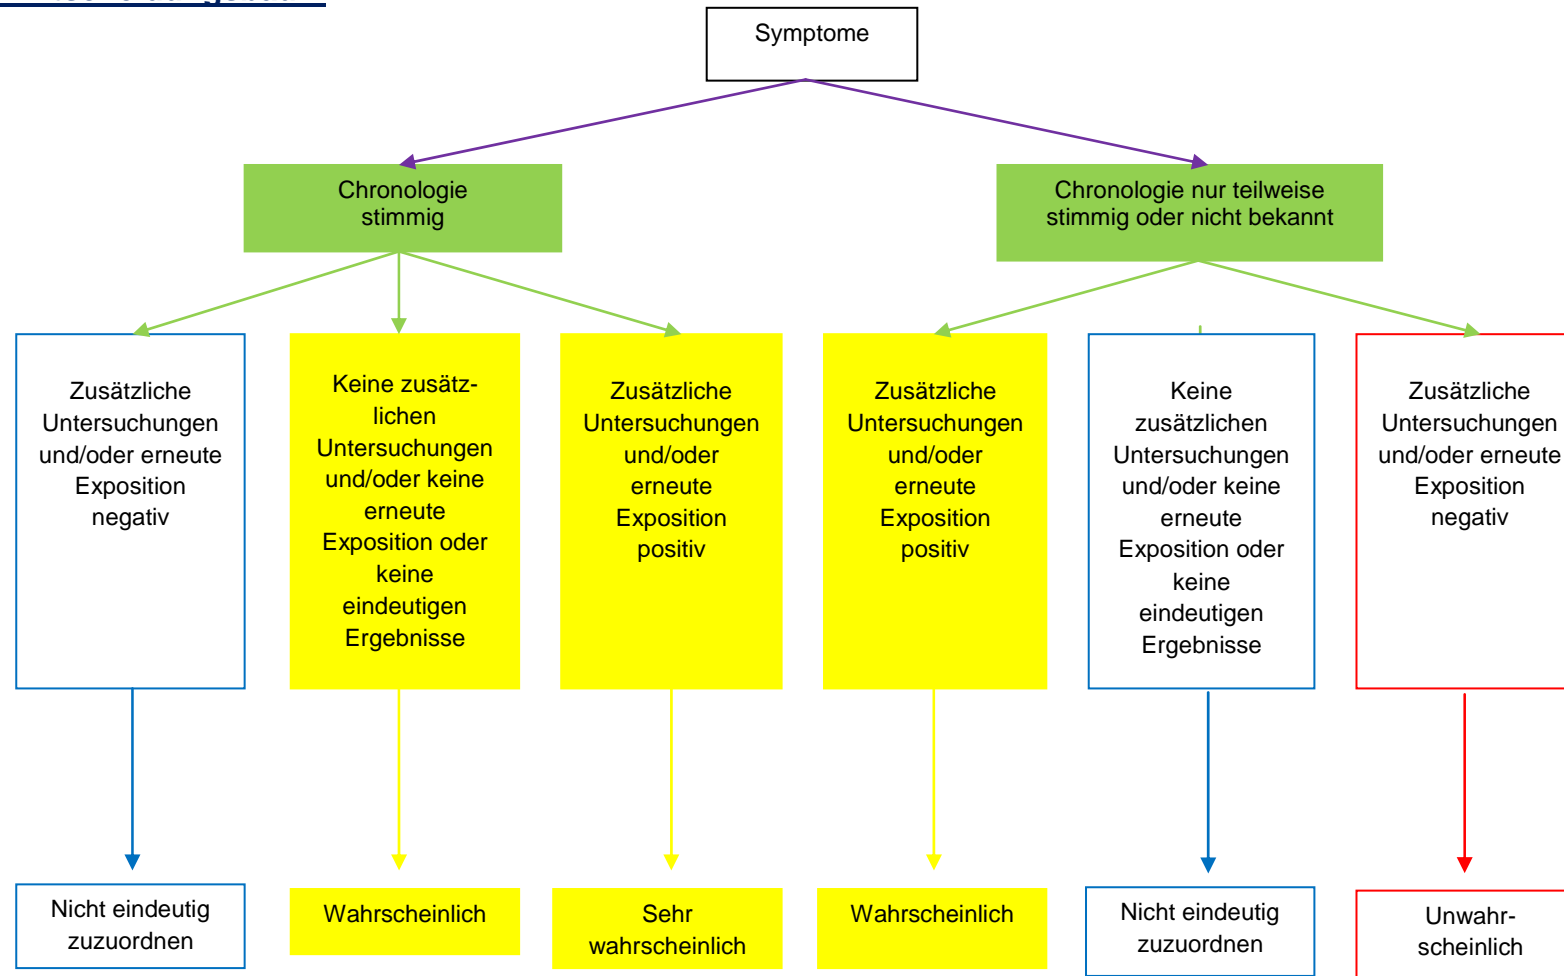 Symptome
Chronologie
stimmig
Chronologie nur teilweise
stimmig oder nicht bekannt
Zusätzliche
Untersuchungen
und/oder erneute
Exposition
negativ
Keine zusätz-
lichen
Untersuchungen
und/oder keine
erneute
Exposition oder
keine
eindeutigen
Ergebnisse
Zusätzliche
Untersuchungen
und/oder
erneute
Exposition
positiv
Zusätzliche
Untersuchungen
und/oder
erneute
Exposition
positiv
Keine
zusätzlichen
Untersuchungen
und/oder keine
erneute
Exposition oder
keine
eindeutigen
Ergebnisse
Zusätzliche
Untersuchungen
und/oder erneute
Exposition
negativ
Nicht eindeutig
zuzuordnen
Wahrscheinlich
Sehr
wahrscheinlich
Wahrscheinlich
Nicht eindeutig
zuzuordnen
Unwahr-
scheinlich